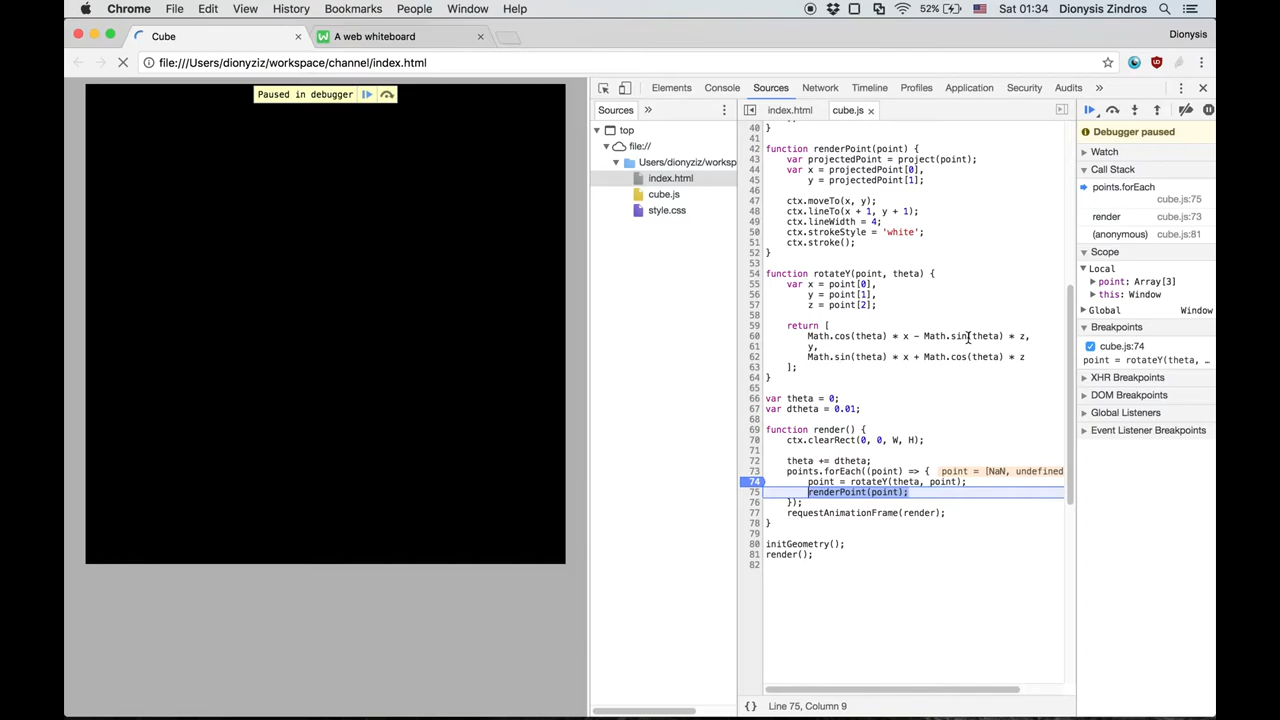 Chrome File Edit View History Bookmarks People Window Help 52% Sat 01:34 Dionysis Zindros
Cube × A web whiteboard × Dionysis
file:///Users/dionyziz/workspace/channel/index.html
Paused in debugger
Elements Console Sources Network Timeline Profiles Security Application Audits »
Sources »
index.html cube.js ×
top
file://
Users/dionyziz/worksp
index.html
cube.js
style.css
40 }
41
42 function renderPoint(point) {
43 var projectedPoint = project(point);
44 var x = projectedPoint[0],
45 y = projectedPoint[1];
46
47 ctx.moveTo(x, y);
48 ctx.lineTo(x + 1, y + 1);
49 ctx.lineWidth = 4;
50 ctx.strokeStyle = 'white';
51 ctx.stroke();
52 }
53
54 function rotateY(point, theta) {
55 var x = point[0],
56 y = point[1],
57 z = point[2];
58
59 return [
60 Math.cos(theta) * x - Math.sin(theta) * z,
61 y,
62 Math.sin(theta) * x + Math.cos(theta) * z
63 ];
64 }
65
66 var theta = 0;
67 var dtheta = 0.01;
68
69 function render() {
70 ctx.clearRect(0, 0, W, H);
71
72 theta += dtheta;
73 points.forEach((point) => { point = [NaN, undefined
74 point = rotateY(theta, point);
75 renderPoint(point);
76 });
77 requestAnimationFrame(render);
78 }
79
80 initGeometry();
81 render();
82
{} Line 75, Column 9
Debugger paused
Watch
Call Stack
points.forEach
cube.js:75
render cube.js:73
(anonymous) cube.js:81
Scope
Local
point: Array[3]
this: Window
Global Window
Breakpoints
cube.js:74
point = rotateY(theta, …
XHR Breakpoints
DOM Breakpoints
Global Listeners
Event Listener Breakpoints